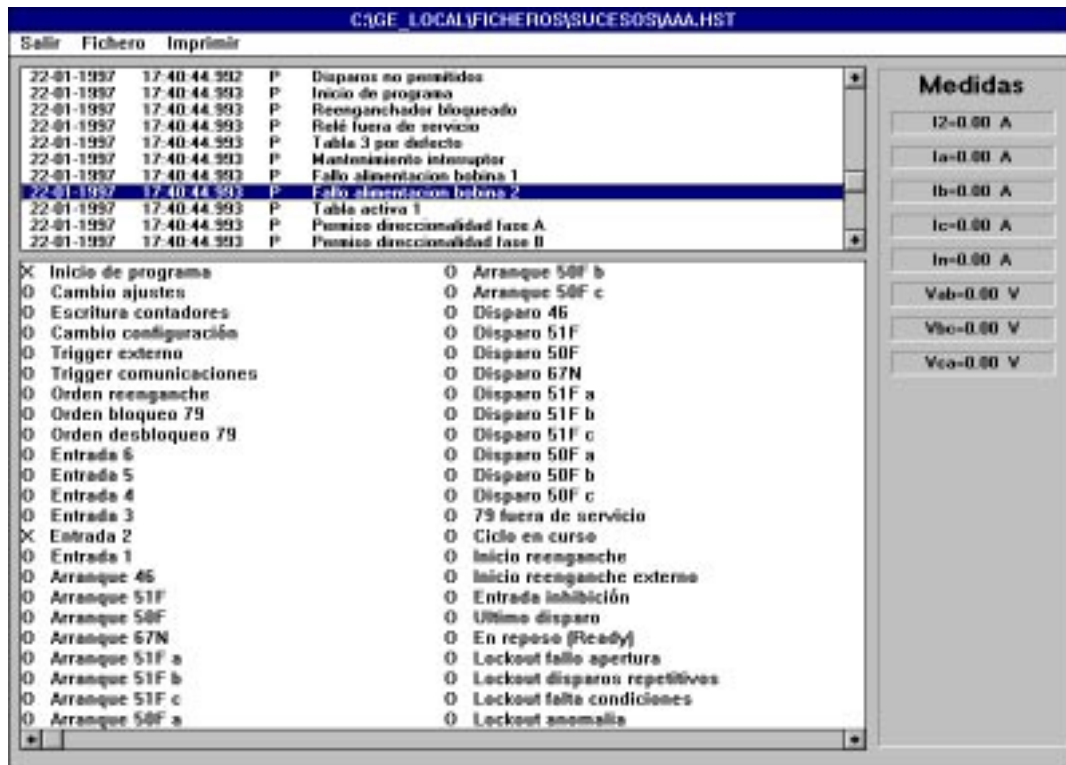 C:\GE_LOCAL\FICHEROS\SUCESOS\AAA.HST
Salir Fichero Imprimir
22-01-1997 17:40:44.992 P Disparos no permitidos
22-01-1997 17:40:44.993 P Inicio de programa
22-01-1997 17:40:44.993 P Reenganchador bloqueado
22-01-1997 17:40:44.993 P Relé fuera de servicio
22-01-1997 17:40:44.993 P Tabla 3 por defecto
22-01-1997 17:40:44.993 P Mantenimiento interruptor
22-01-1997 17:40:44.993 P Fallo alimentacion bobina 1
22-01-1997 17:40:44.993 P Fallo alimentacion bobina 2
22-01-1997 17:40:44.993 P Tabla activa 1
22-01-1997 17:40:44.993 P Permiso direccionalidad fase A
22-01-1997 17:40:44.993 P Permiso direccionalidad fase B
X Inicio de programa
O Cambio ajustes
O Escritura contadores
O Cambio configuración
O Trigger externo
O Trigger comunicaciones
O Orden reenganche
O Orden bloqueo 79
O Orden desbloqueo 79
O Entrada 6
O Entrada 5
O Entrada 4
O Entrada 3
X Entrada 2
O Entrada 1
O Arranque 46
O Arranque 51F
O Arranque 50F
O Arranque 67N
O Arranque 51F a
O Arranque 51F b
O Arranque 51F c
O Arranque 50F a
O Arranque 50F b
O Arranque 50F c
O Disparo 46
O Disparo 51F
O Disparo 50F
O Disparo 67N
O Disparo 51F a
O Disparo 51F b
O Disparo 51F c
O Disparo 50F a
O Disparo 50F b
O Disparo 50F c
O 79 fuera de servicio
O Ciclo en curso
O Inicio reenganche
O Inicio reenganche externo
O Entrada inhibición
O Ultimo disparo
O En reposo (Ready)
O Lockout fallo apertura
O Lockout disparos repetitivos
O Lockout falta condiciones
O Lockout anomalia
Medidas
I2=0.00 A
Ia=0.00 A
Ib=0.00 A
Ic=0.00 A
In=0.00 A
Vab=0.00 V
Vbc=0.00 V
Vca=0.00 V